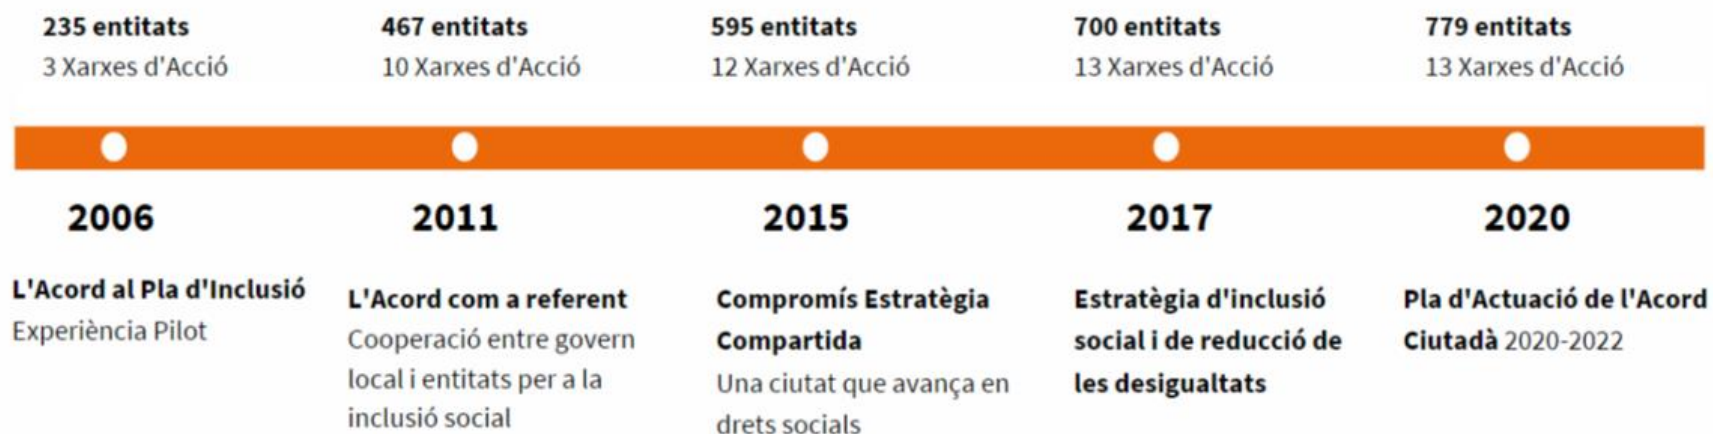 235 entitats
3 Xarxes d'Acció
467 entitats
10 Xarxes d'Acció
595 entitats
12 Xarxes d'Acció
700 entitats
13 Xarxes d'Acció
779 entitats
13 Xarxes d'Acció
2006
L'Acord al Pla d'Inclusió
Experiència Pilot
2011
L'Acord com a referent
Cooperació entre govern
local i entitats per a la
inclusió social
2015
Compromís Estratègia
Compartida
Una ciutat que avança en
drets socials
2017
Estratègia d'inclusió
social i de reducció de
les desigualtats
2020
Pla d'Actuació de l'Acord
Ciutadà 2020-2022